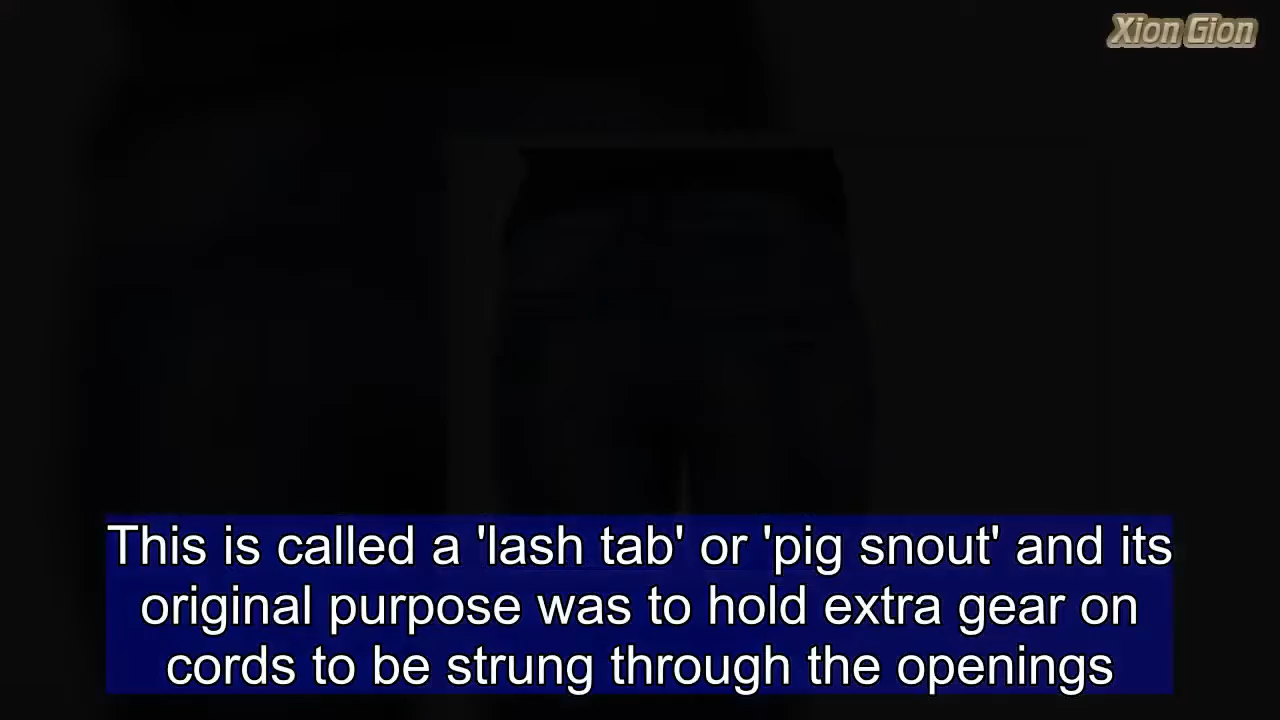 Xion Gion
This is called a 'lash tab' or 'pig snout' and its
original purpose was to hold extra gear on
cords to be strung through the openings